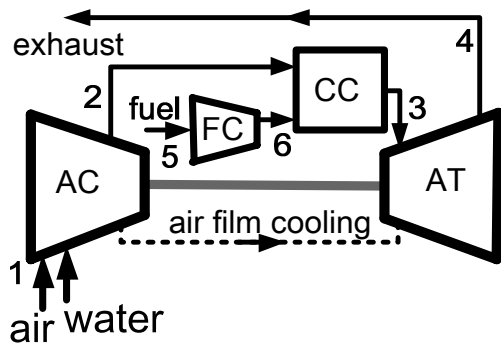 4
exhaust
2
CC
fuel
3
FC
5
6
AC
AT
air film cooling
1
air
water